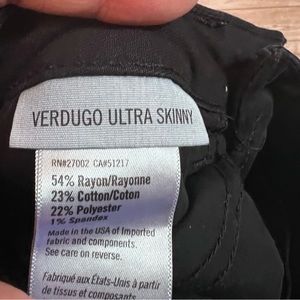 VERDUGO ULTRA SKINNY
RN#27002 CA#51217
54% Rayon/Rayonne
23% Cotton/Coton
22% Polyester
1% Spandex
Made in the USA of Imported
fabric and components.
See care on reverse.
Fabriqué aux États-Unis à partir
de tissus et composants